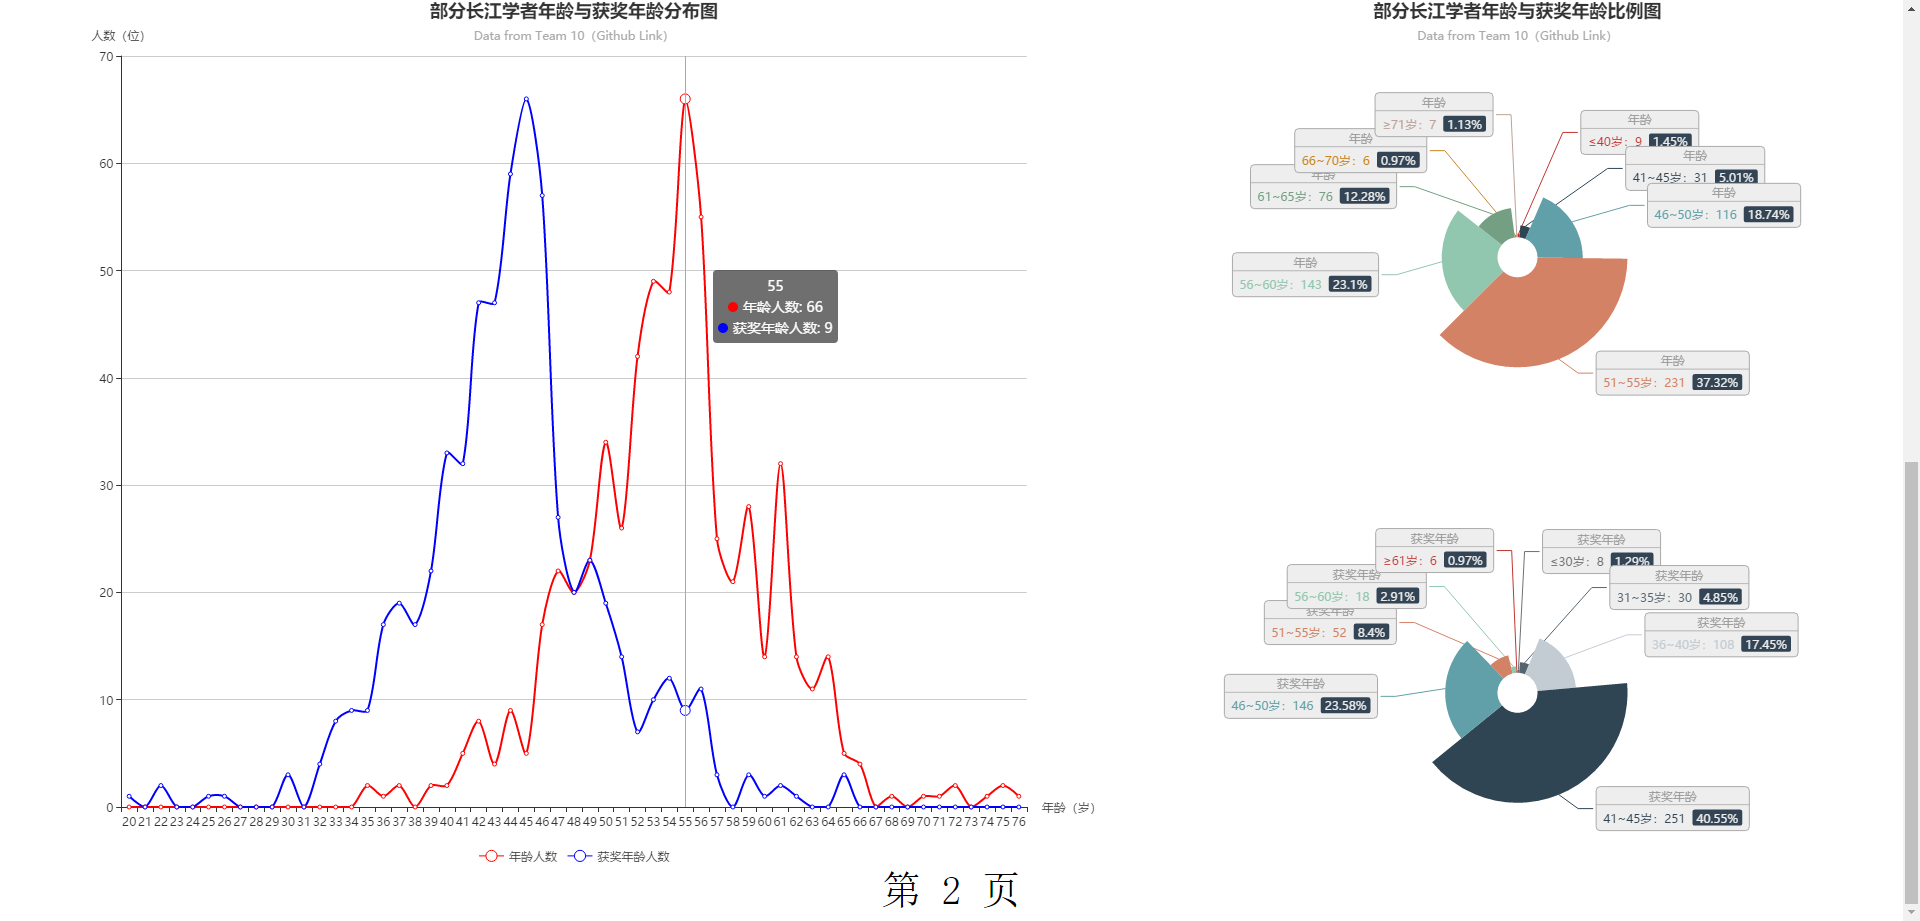 部分长江学者年龄与获奖年龄分布图
Data from Team 10（Github Link）
人数（位）
70
60
50
40
30
20
10
0
20 21 22 23 24 25 26 27 28 29 30 31 32 33 34 35 36 37 38 39 40 41 42 43 44 45 46 47 48 49 50 51 52 53 54 55 56 57 58 59 60 61 62 63 64 65 66 67 68 69 70 71 72 73 74 75 76
年龄（岁）
55
年龄人数: 66
获奖年龄人数: 9
年龄人数 获奖年龄人数
部分长江学者年龄与获奖年龄比例图
Data from Team 10（Github Link）
年龄
≥71岁：7 1.13%
年龄
≤40岁：9 1.45%
年龄
66~70岁：6 0.97%
年龄
41~45岁：31 5.01%
年龄
61~65岁：76 12.28%
年龄
46~50岁：116 18.74%
年龄
56~60岁：143 23.1%
年龄
51~55岁：231 37.32%
获奖年龄
≥61岁：6 0.97%
获奖年龄
≤30岁：8 1.29%
获奖年龄
56~60岁：18 2.91%
获奖年龄
31~35岁：30 4.85%
获奖年龄
51~55岁：52 8.4%
获奖年龄
36~40岁：108 17.45%
获奖年龄
46~50岁：146 23.58%
获奖年龄
41~45岁：251 40.55%
第 2 页